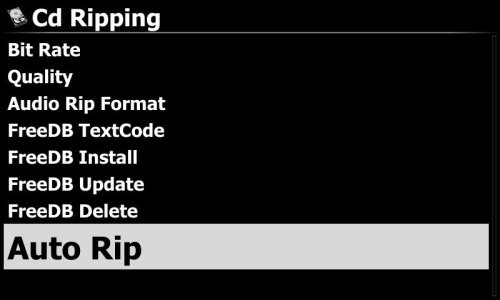 Cd Ripping
Bit Rate
Quality
Audio Rip Format
FreeDB TextCode
FreeDB Install
FreeDB Update
FreeDB Delete
Auto Rip